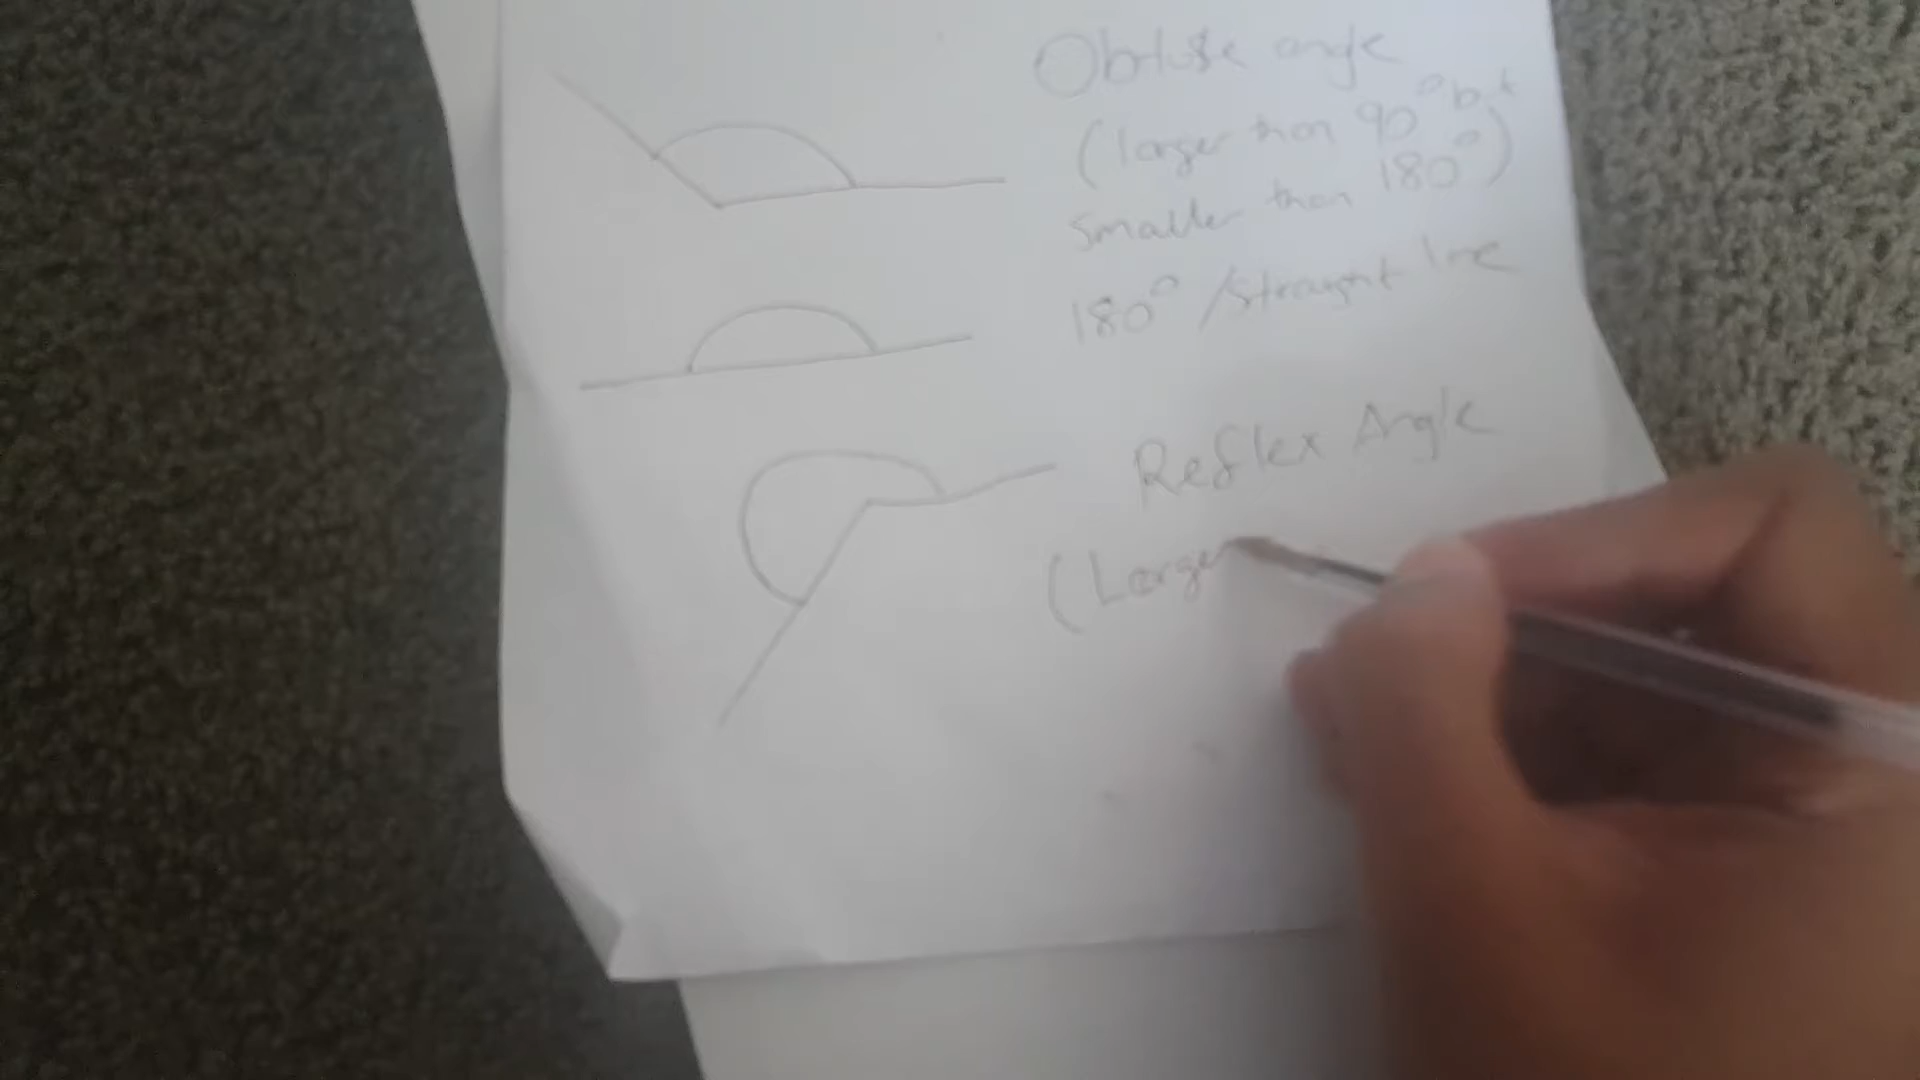 Obtuse angle
(larger than 90° but
smaller than 180°)
180° /straight line
Reflex Angle
(Larger